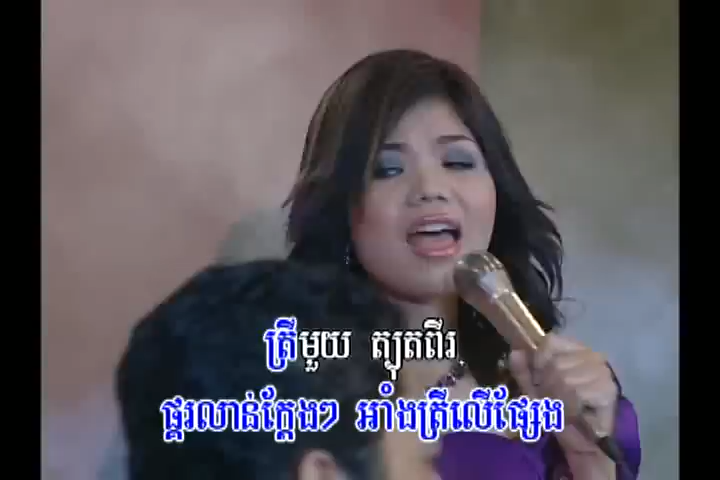 ត្រីមួយ ត្បុតពីរ
ផ្គរលាន់ក្ដែងៗ អាំងត្រីលើផ្សែង